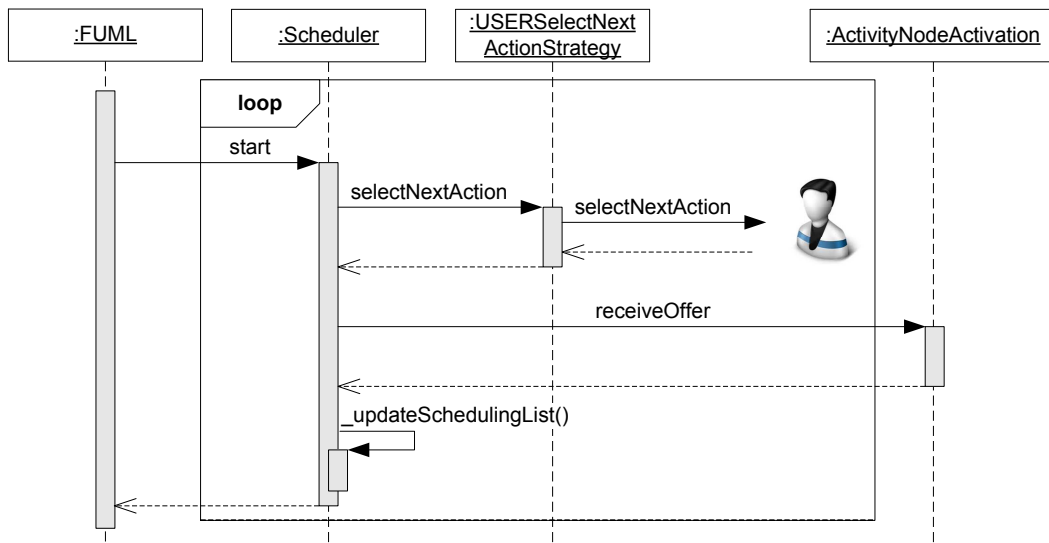 :FUML
:Scheduler
:USERSelectNext
ActionStrategy
:ActivityNodeActivation
loop
start
selectNextAction
selectNextAction
receiveOffer
_updateSchedulingList()